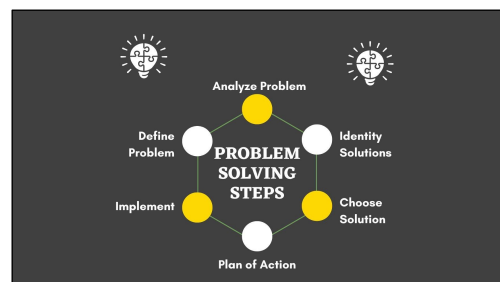 Analyze Problem
Define
Problem
Identity
Solutions
PROBLEM
SOLVING
STEPS
Implement
Choose
Solution
Plan of Action